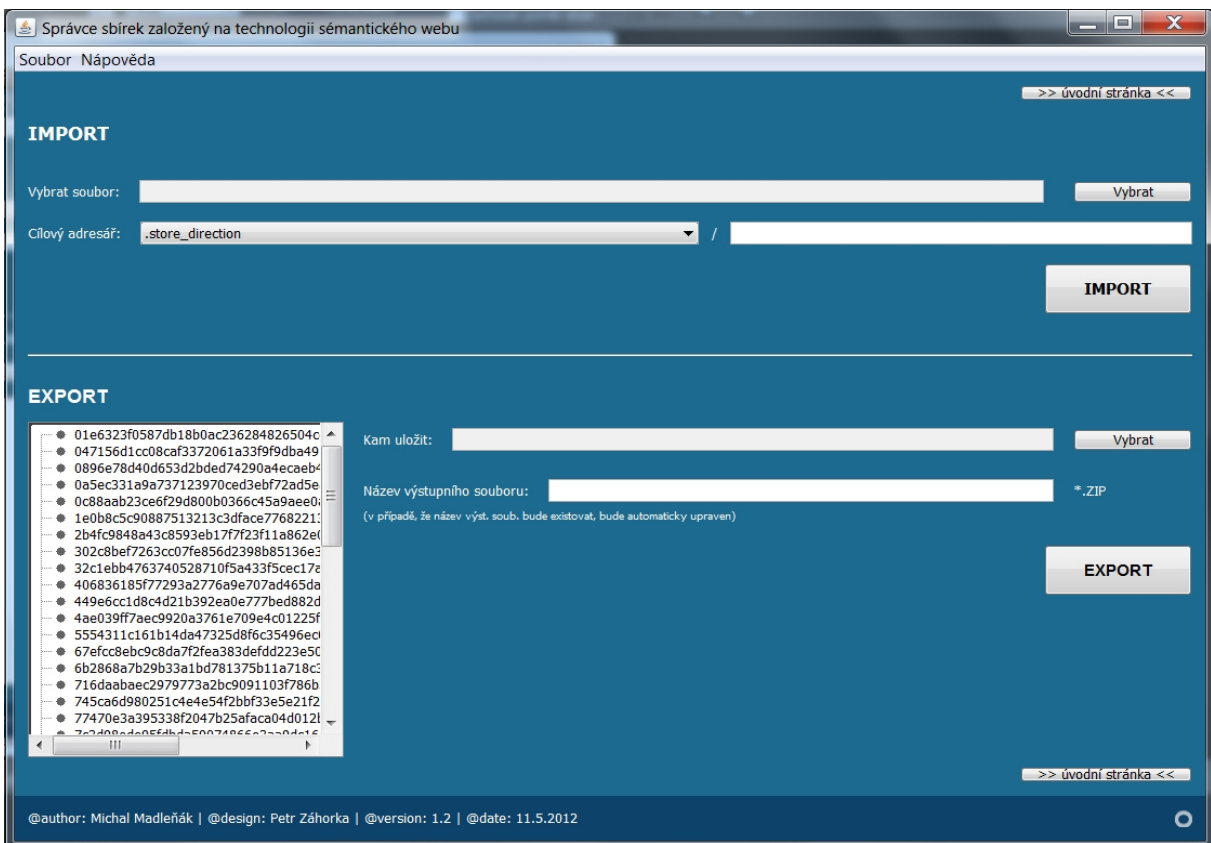 Správce sbírek založený na technologii sémantického webu
Soubor Nápověda
>> úvodní stránka <<
IMPORT
Vybrat soubor: Vybrat
Cílový adresář: .store_direction /
IMPORT
EXPORT
01e6323f0587db18b0ac236284826504c
047156d1cc08caf3372061a33f9f9dba49
0896e78d40d653d2bded74290a4ecaeb4
0a5ec331a9a737123970ced3ebf72ad5e
0c88aab23ce6f29d800b0366c45a9aee0a
1e0b8c5c90887513213c3dface77682213
2b4fc9848a43c8593eb17f7f23f11a862e0
302c8bef7263cc07fe856d2398b85136e3
32c1ebb4763740528710f5a433f5cec17a
406836185f77293a2776a9e707ad465da
449e6cc1d8c4d21b392ea0e777bed882d
4ae039ff7aec9920a3761e709e4c01225f
5554311c161b14da47325d8f6c35496ec
67efcc8ebc9c8da7f2fea383defdd223e50
6b2868a7b29b33a1bd781375b11a718c3
716daabaec2979773a2bc9091103f786b
745ca6d980251c4e4e54f2bbf33e5e21f2
77470e3a395338f2047b25afaca04d012b
Kam uložit: Vybrat
Název výstupního souboru: *.ZIP
(v případě, že název výst. soub. bude existovat, bude automaticky upraven)
EXPORT
>> úvodní stránka <<
@author: Michal Madleňák | @design: Petr Záhorka | @version: 1.2 | @date: 11.5.2012